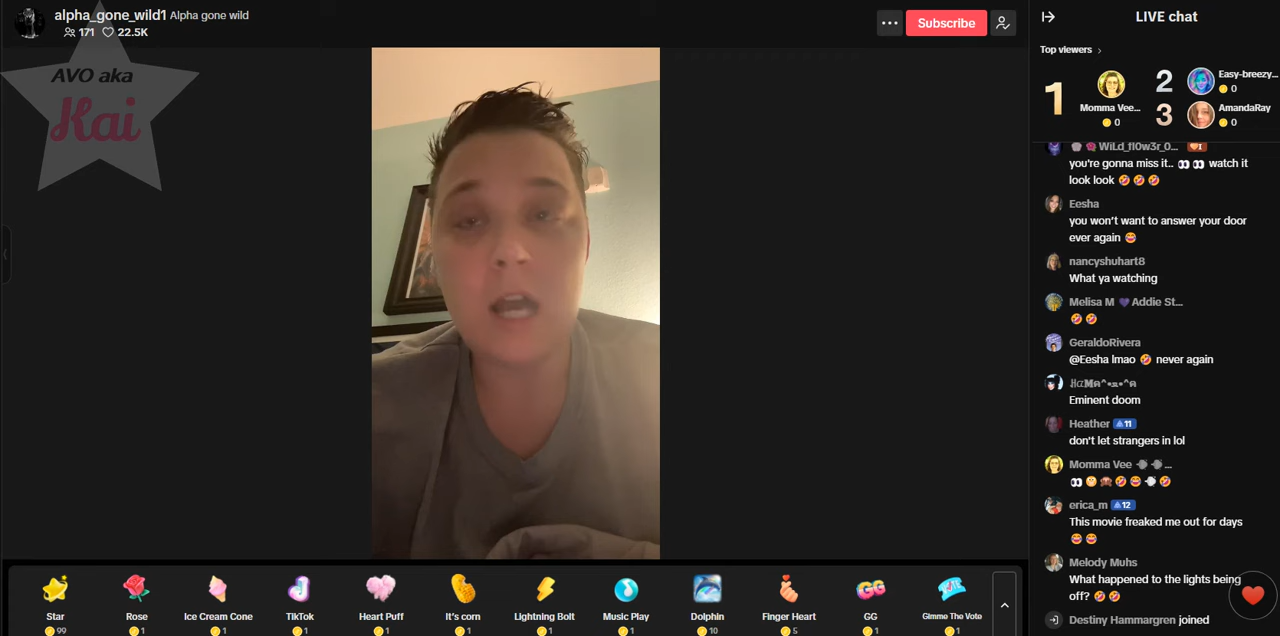 alpha_gone_wild1 Alpha gone wild
171 22.5K
Subscribe
AVO aka
Kai
LIVE chat
Top viewers
1
Momma Vee...
0
2
Easy-breezy...
0
3
AmandaRay
0
WiLd_fl0w3r_0...
you're gonna miss it.. 👀 👀 watch it
look look 🤣 🤣 🤣
Eesha
you won't want to answer your door
ever again 😂
nancyshuhart8
What ya watching
Melisa M 💜Addie St...
🤣 🤣
GeraldoRivera
@Eesha lmao 🤣 never again
Eminent doom
Heather 11
don't let strangers in lol
Momma Vee
erica_m 12
This movie freaked me out for days
😂 😂
Melody Muhs
What happened to the lights being
off? 🤣 🤣
Destiny Hammargren joined
Star
99
Rose
1
Ice Cream Cone
1
TikTok
1
Heart Puff
1
It's corn
1
Lightning Bolt
1
Music Play
1
Dolphin
10
Finger Heart
5
GG
1
Gimme The Vote
1